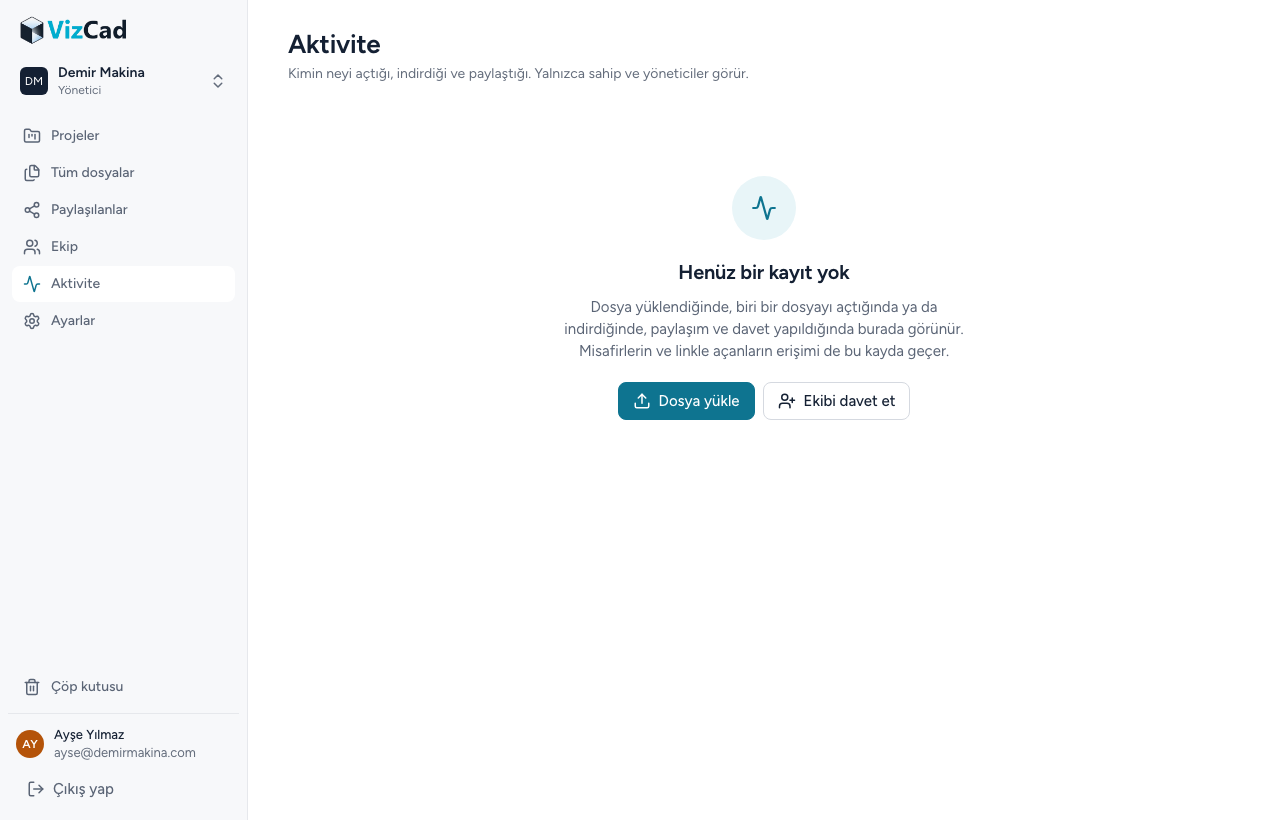 VizCad
DM
Demir Makina
Yönetici
Projeler
Tüm dosyalar
Paylaşılanlar
Ekip
Aktivite
Ayarlar
Çöp kutusu
AY
Ayşe Yılmaz
ayse@demirmakina.com
Çıkış yap
Aktivite
Kimin neyi açtığı, indirdiği ve paylaştığı. Yalnızca sahip ve yöneticiler görür.
Henüz bir kayıt yok
Dosya yüklendiğinde, biri bir dosyayı açtığında ya da
indirdiğinde, paylaşım ve davet yapıldığında burada görünür.
Misafirlerin ve linkle açanların erişimi de bu kayda geçer.
Dosya yükle
Ekibi davet et